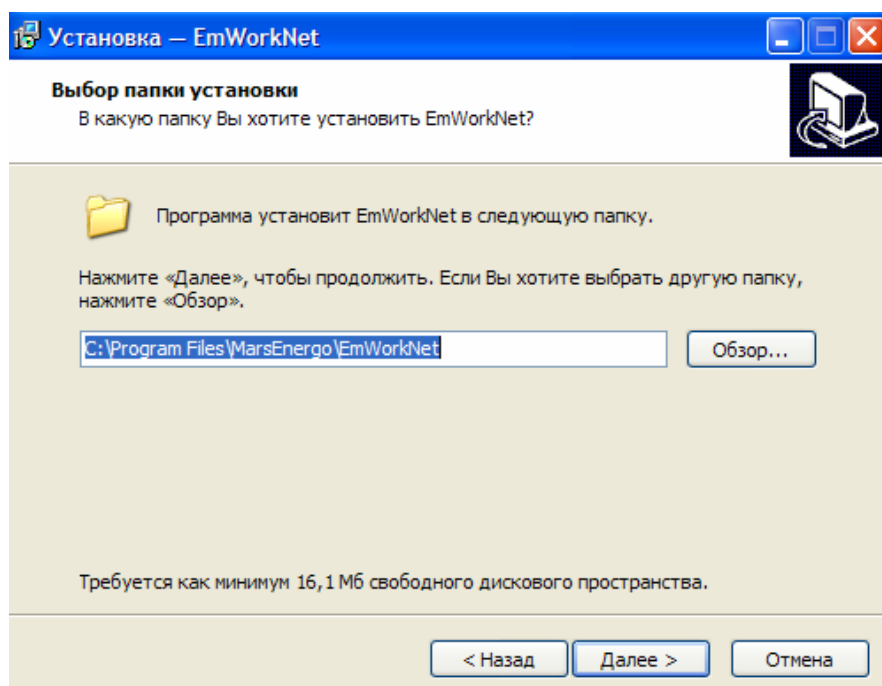 Установка — EmWorkNet
Выбор папки установки
В какую папку Вы хотите установить EmWorkNet?
Программа установит EmWorkNet в следующую папку.
Нажмите «Далее», чтобы продолжить. Если Вы хотите выбрать другую папку,
нажмите «Обзор».
C:\Program Files\MarsEnergo\EmWorkNet
Обзор...
Требуется как минимум 16,1 Мб свободного дискового пространства.
< Назад
Далее >
Отмена